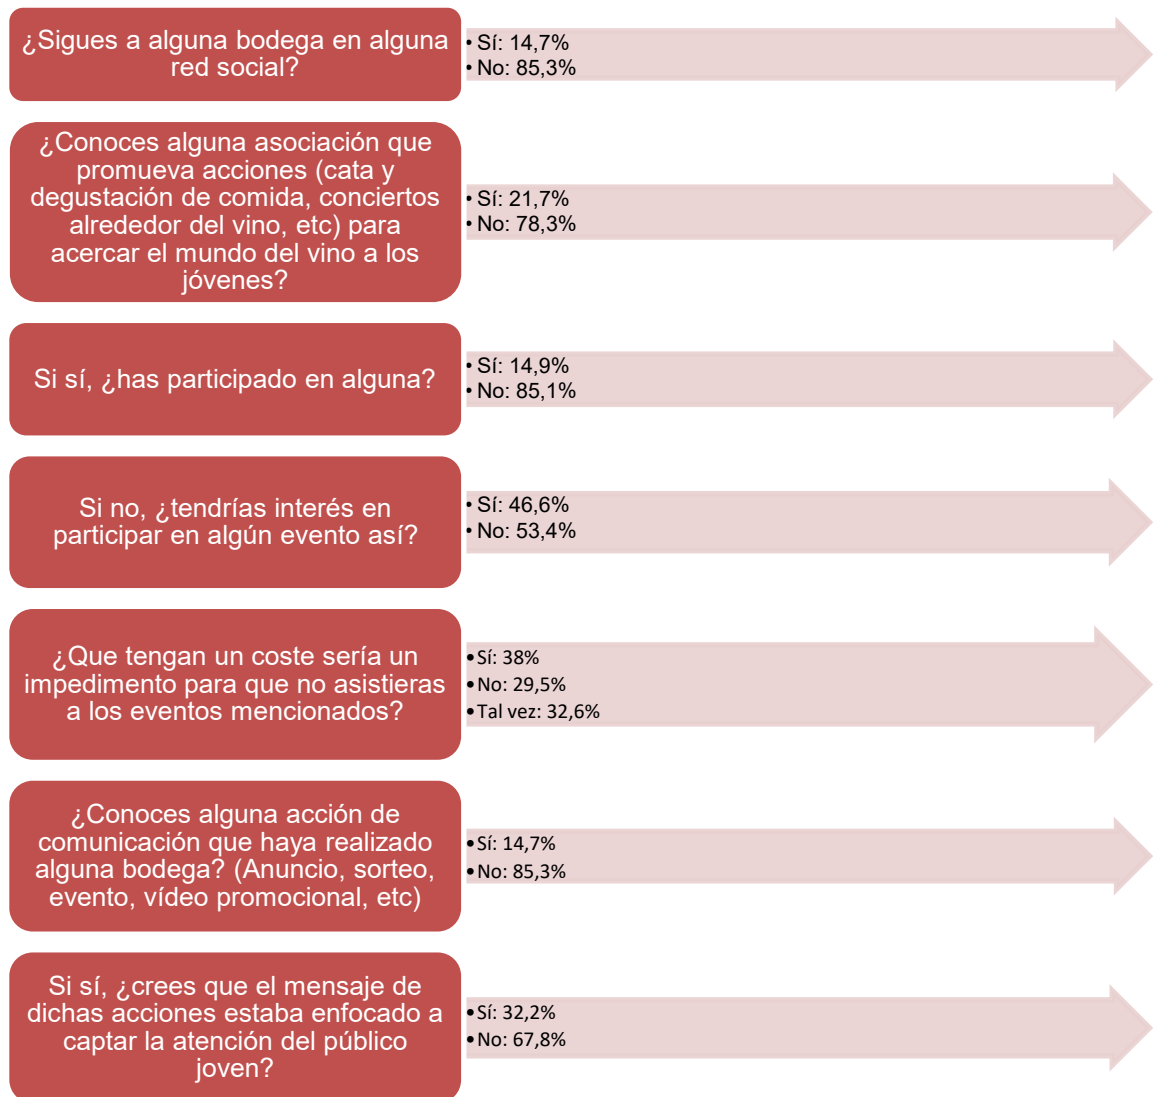 ¿Sigues a alguna bodega en alguna
red social?
• Sí: 14,7%
• No: 85,3%
¿Conoces alguna asociación que
promueva acciones (cata y
degustación de comida, conciertos
alrededor del vino, etc) para
acercar el mundo del vino a los
jóvenes?
• Sí: 21,7%
• No: 78,3%
Si sí, ¿has participado en alguna?
• Sí: 14,9%
• No: 85,1%
Si no, ¿tendrías interés en
participar en algún evento así?
• Sí: 46,6%
• No: 53,4%
¿Que tengan un coste sería un
impedimento para que no asistieras
a los eventos mencionados?
• Sí: 38%
• No: 29,5%
• Tal vez: 32,6%
¿Conoces alguna acción de
comunicación que haya realizado
alguna bodega? (Anuncio, sorteo,
evento, vídeo promocional, etc)
• Sí: 14,7%
• No: 85,3%
Si sí, ¿crees que el mensaje de
dichas acciones estaba enfocado a
captar la atención del público
joven?
• Sí: 32,2%
• No: 67,8%